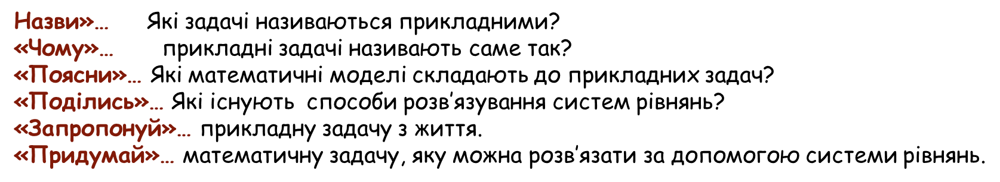 Назви»... Які задачі називаються прикладними?
«Чому»... прикладні задачі називають саме так?
«Поясни»... Які математичні моделі складають до прикладних задач?
«Поділись»... Які існують способи розв’язування систем рівнянь?
«Запропонуй»... прикладну задачу з життя.
«Придумай»... математичну задачу, яку можна розв’язати за допомогою системи рівнянь.